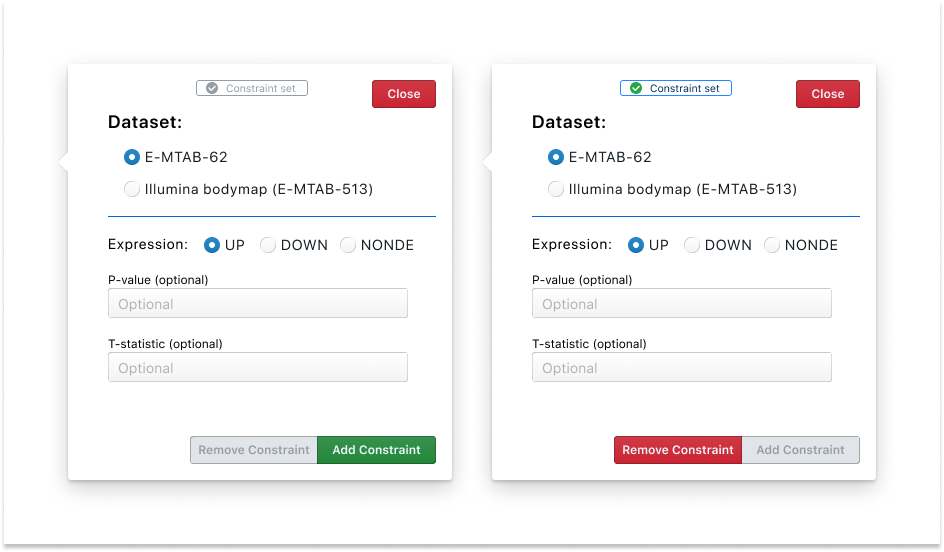 Constraint set
Close
Dataset:
E-MTAB-62
Illumina bodymap (E-MTAB-513)
Expression: UP DOWN NONDE
P-value (optional)
Optional
T-statistic (optional)
Optional
Remove Constraint Add Constraint
Constraint set
Close
Dataset:
E-MTAB-62
Illumina bodymap (E-MTAB-513)
Expression: UP DOWN NONDE
P-value (optional)
Optional
T-statistic (optional)
Optional
Remove Constraint Add Constraint